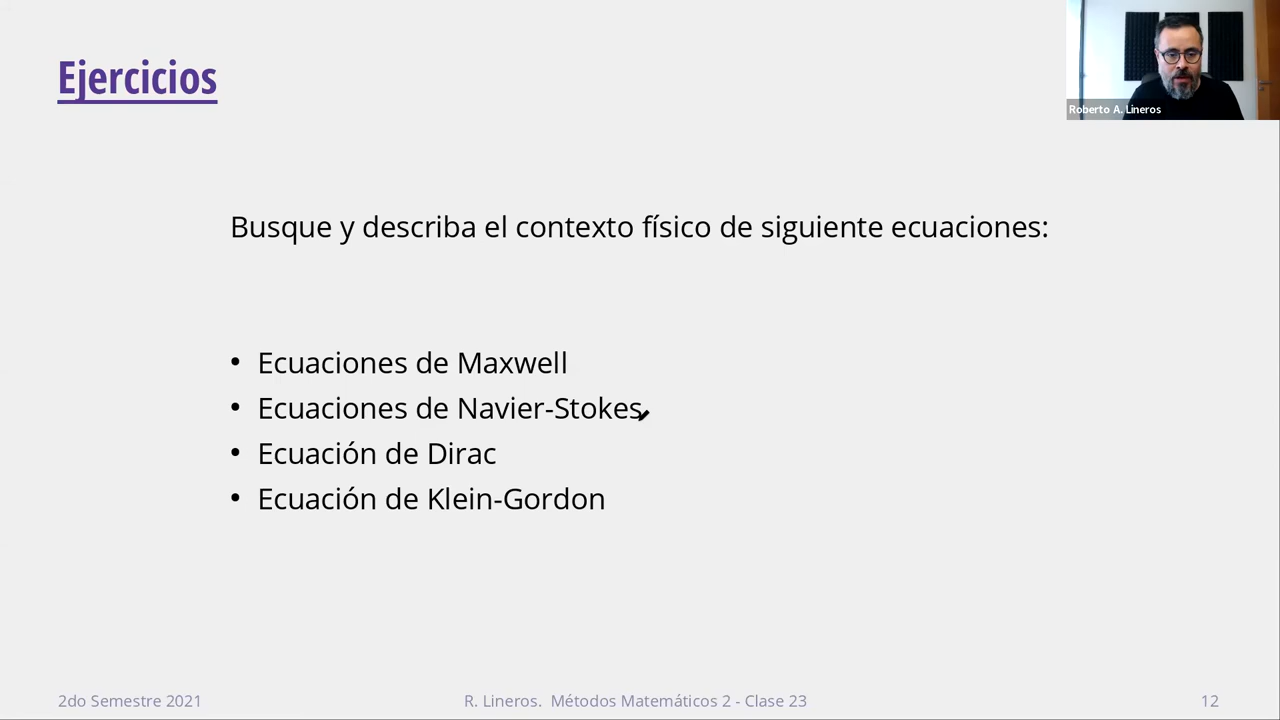 Ejercicios
Roberto A. Lineros
Busque y describa el contexto físico de siguiente ecuaciones:
• Ecuaciones de Maxwell
• Ecuaciones de Navier-Stokes
• Ecuación de Dirac
• Ecuación de Klein-Gordon
2do Semestre 2021
R. Lineros. Métodos Matemáticos 2 - Clase 23
12